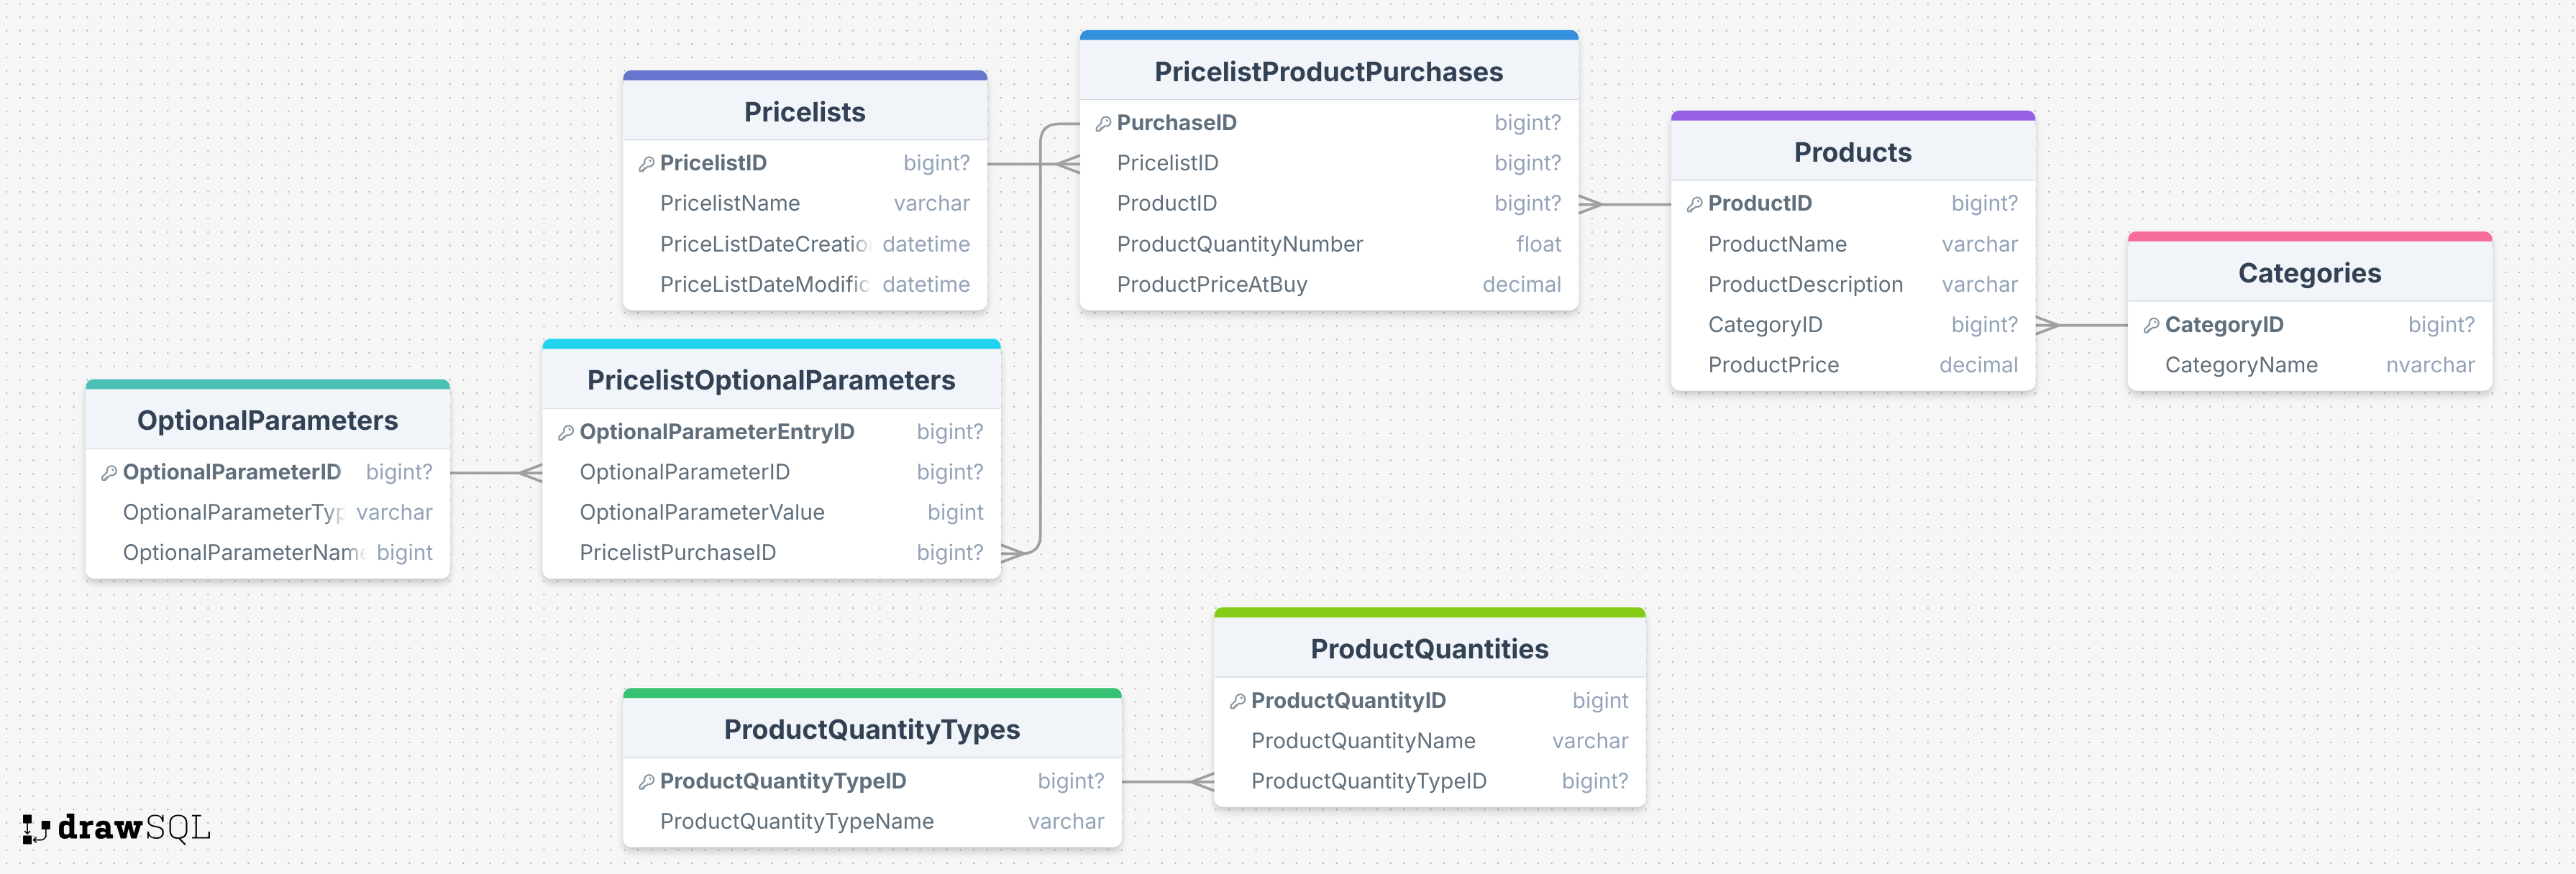 PricelistProductPurchases
PurchaseID bigint?
PricelistID bigint?
ProductID bigint?
ProductQuantityNumber float
ProductPriceAtBuy decimal
Pricelists
PricelistID bigint?
PricelistName varchar
PriceListDateCreatio datetime
PriceListDateModific datetime
Products
ProductID bigint?
ProductName varchar
ProductDescription varchar
CategoryID bigint?
ProductPrice decimal
Categories
CategoryID bigint?
CategoryName nvarchar
PricelistOptionalParameters
OptionalParameterEntryID bigint?
OptionalParameterID bigint?
OptionalParameterValue bigint
PricelistPurchaseID bigint?
OptionalParameters
OptionalParameterID bigint?
OptionalParameterTyp varchar
OptionalParameterName bigint
ProductQuantities
ProductQuantityID bigint
ProductQuantityName varchar
ProductQuantityTypeID bigint?
ProductQuantityTypes
ProductQuantityTypeID bigint?
ProductQuantityTypeName varchar
drawSQL